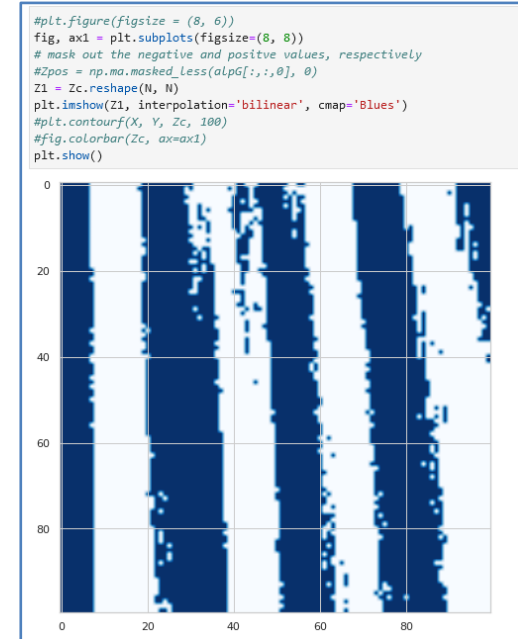 #plt.figure(figsize = (8, 6))
fig, ax1 = plt.subplots(figsize=(8, 8))
# mask out the negative and positve values, respectively
#Zpos = np.ma.masked_less(alpG[:,:,0], 0)
Z1 = Zc.reshape(N, N)
plt.imshow(Z1, interpolation='bilinear', cmap='Blues')
#plt.contourf(X, Y, Zc, 100)
#fig.colorbar(Zc, ax=ax1)
plt.show()
0
20
40
60
80
0 20 40 60 80